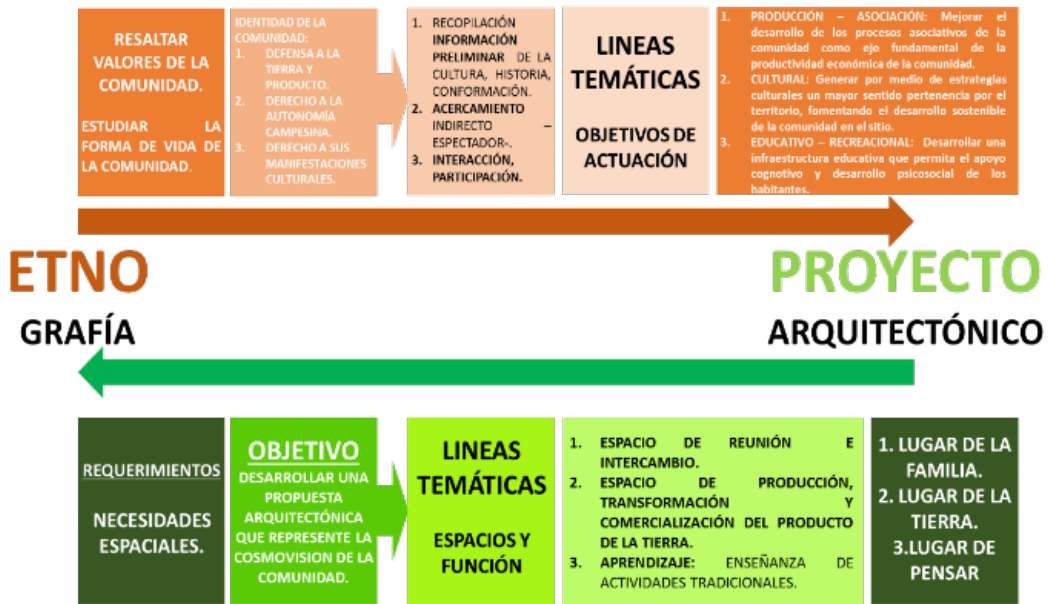 RESALTAR
VALORES DE LA
COMUNIDAD.
ESTUDIAR LA
FORMA DE VIDA DE
LA COMUNIDAD.
IDENTIDAD DE LA
COMUNIDAD:
1. DEFENSA A LA
TIERRA Y
PRODUCTO.
2. DERECHO A LA
AUTONOMÍA
CAMPESINA.
3. DERECHO A SUS
MANIFESTACIONES
CULTURALES.
1. RECOPILACIÓN
INFORMACIÓN
PRELIMINAR DE LA
CULTURA, HISTORIA,
CONFORMACIÓN.
2. ACERCAMIENTO
INDIRECTO –
ESPECTADOR-.
3. INTERACCIÓN,
PARTICIPACIÓN.
LINEAS
TEMÁTICAS
OBJETIVOS DE
ACTUACIÓN
1. PRODUCCIÓN – ASOCIACIÓN: Mejorar el
desarrollo de los procesos asociativos de la
comunidad como eje fundamental de la
productividad económica de la comunidad.
2. CULTURAL: Generar por medio de estrategias
culturales un mayor sentido pertenencia por el
territorio, fomentando el desarrollo sostenible
de la comunidad en el sitio.
3. EDUCATIVO – RECREACIONAL: Desarrollar una
infraestructura educativa que permita el apoyo
cognotivo y desarrollo psicosocial de los
habitantes.
ETNO
GRAFÍA
PROYECTO
ARQUITECTÓNICO
REQUERIMIENTOS
NECESIDADES
ESPACIALES.
OBJETIVO
DESARROLLAR UNA
PROPUESTA
ARQUITECTÓNICA
QUE REPRESENTE LA
COSMOVISION DE LA
COMUNIDAD.
LINEAS
TEMÁTICAS
ESPACIOS Y
FUNCIÓN
1. ESPACIO DE REUNIÓN E
INTERCAMBIO.
2. ESPACIO DE PRODUCCIÓN,
TRANSFORMACIÓN Y
COMERCIALIZACIÓN DEL PRODUCTO
DE LA TIERRA.
3. APRENDIZAJE: ENSEÑANZA DE
ACTIVIDADES TRADICIONALES.
1. LUGAR DE LA
FAMILIA.
2. LUGAR DE LA
TIERRA.
3.LUGAR DE
PENSAR